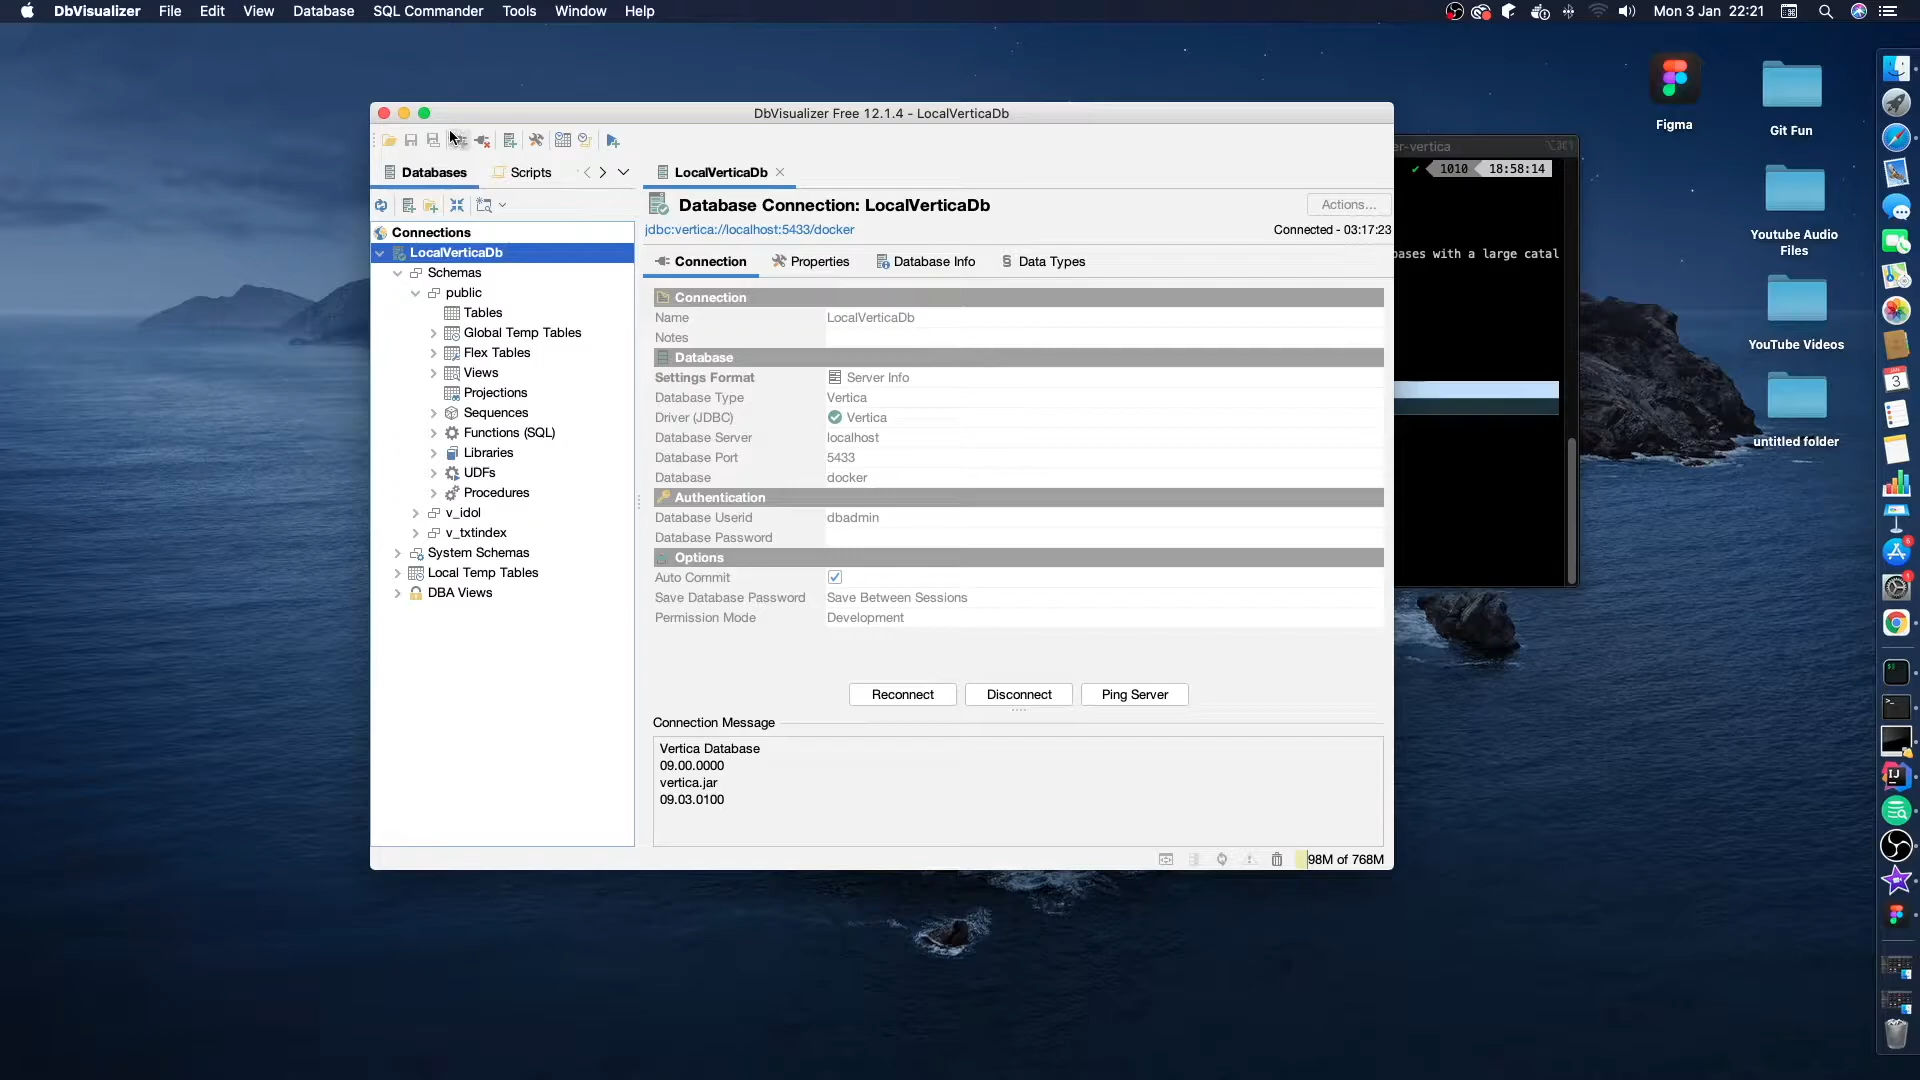 DbVisualizer File Edit View Database SQL Commander Tools Window Help Mon 3 Jan 22:21
Figma
Git Fun
Youtube Audio
Files
YouTube Videos
untitled folder
DbVisualizer Free 12.1.4 - LocalVerticaDb
Databases Scripts LocalVerticaDb
Database Connection: LocalVerticaDb Actions...
jdbc:vertica://localhost:5433/docker Connected - 03:17:23
Connections
LocalVerticaDb
Schemas
public
Tables
Global Temp Tables
Flex Tables
Views
Projections
Sequences
Functions (SQL)
Libraries
UDFs
Procedures
v_idol
v_txtindex
System Schemas
Local Temp Tables
DBA Views
Connection Properties Database Info Data Types
Connection
Name LocalVerticaDb
Notes
Database
Settings Format Server Info
Database Type Vertica
Driver (JDBC) Vertica
Database Server localhost
Database Port 5433
Database docker
Authentication
Database Userid dbadmin
Database Password
Options
Auto Commit
Save Database Password Save Between Sessions
Permission Mode Development
Reconnect Disconnect Ping Server
Connection Message
Vertica Database
09.00.0000
vertica.jar
09.03.0100
98M of 768M
er-vertica
1010 18:58:14
bases with a large catal
JAN
3
6
1
IJ